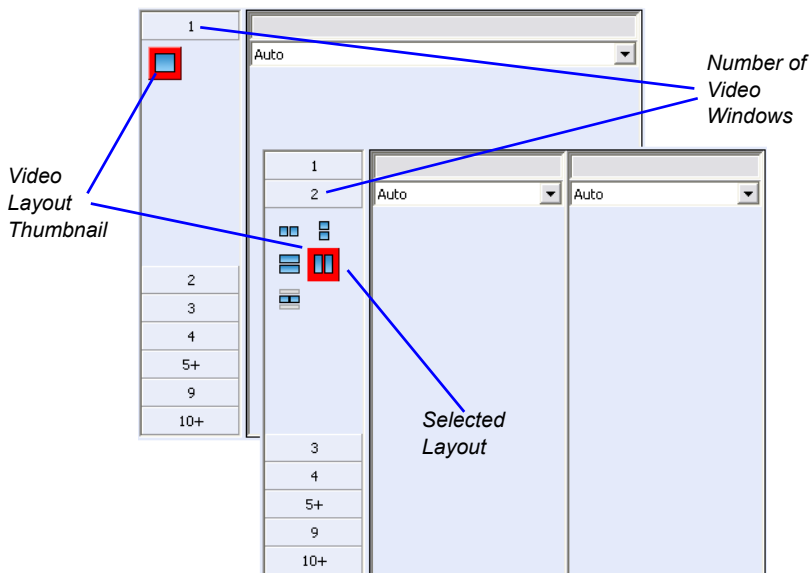 1
Auto
Number of
Video
Windows
1
2
Auto
Auto
Video
Layout
Thumbnail
2
3
4
5+
9
10+
Selected
Layout
3
4
5+
9
10+